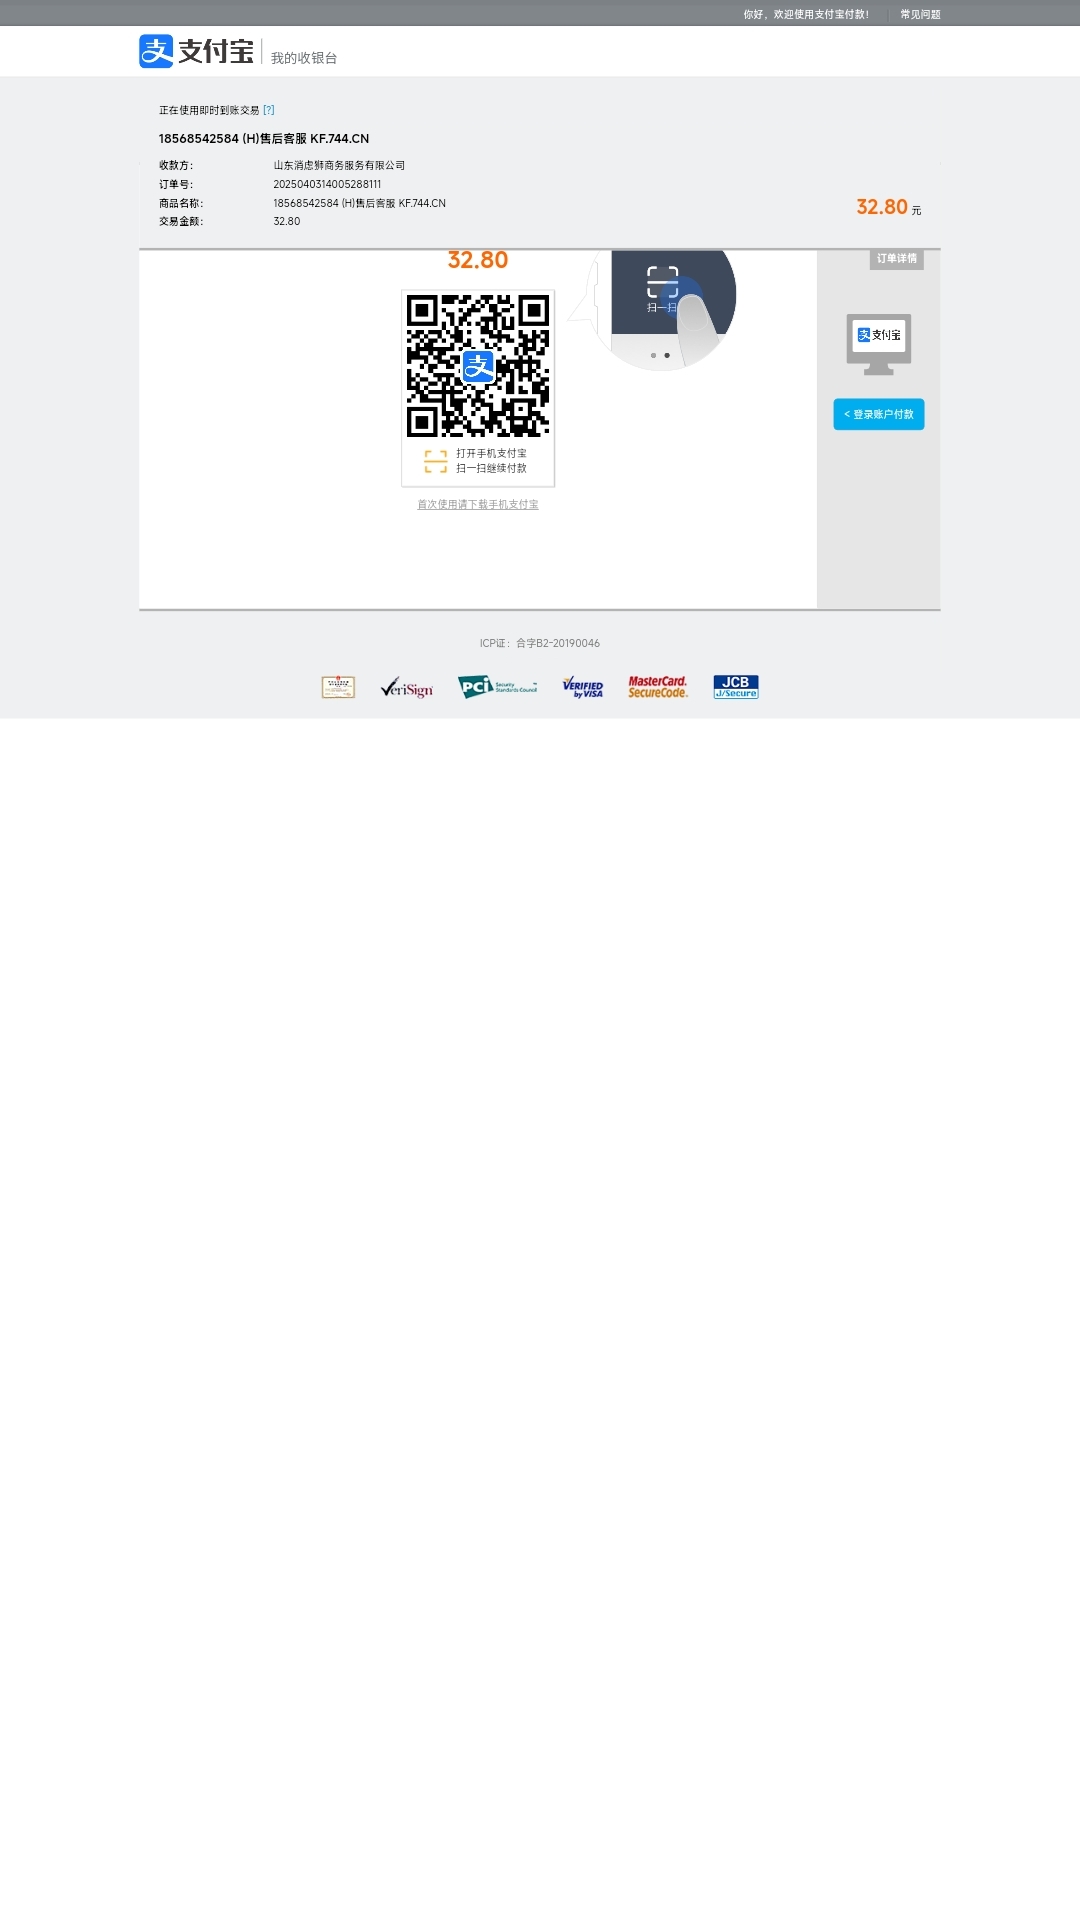 你好，欢迎使用支付宝付款！ 常见问题
支 支付宝 我的收银台
正在使用即时到账交易 [?]
18568542584 (H)售后客服 KF.744.CN
收款方： 山东消虑狮商务服务有限公司
订单号： 2025040314005288111
商品名称： 18568542584 (H)售后客服 KF.744.CN
交易金额： 32.80
32.80 元
订单详情
32.80
扫一扫
支
打开手机支付宝
扫一扫继续付款
首次使用请下载手机支付宝
支 支付宝
< 登录账户付款
ICP证：合字B2-20190046
VeriSign
PCi Security Standards Council
VERIFIED by VISA
MasterCard. SecureCode.
JCB J/Secure